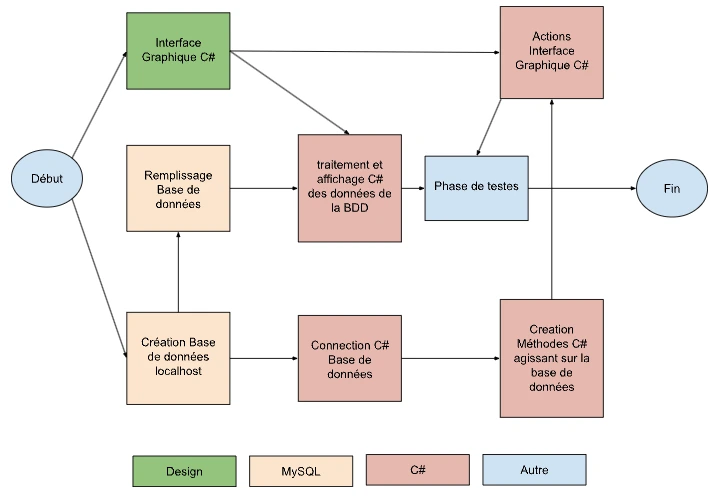 Interface
Graphique C#
Actions
Interface
Graphique C#
Début
Remplissage
Base de
données
traitement et
affichage C#
des données de
la BDD
Phase de testes
Fin
Création Base
de données
localhost
Connection C#
Base de
données
Creation
Méthodes C#
agissant sur la
base de
données
Design
MySQL
C#
Autre